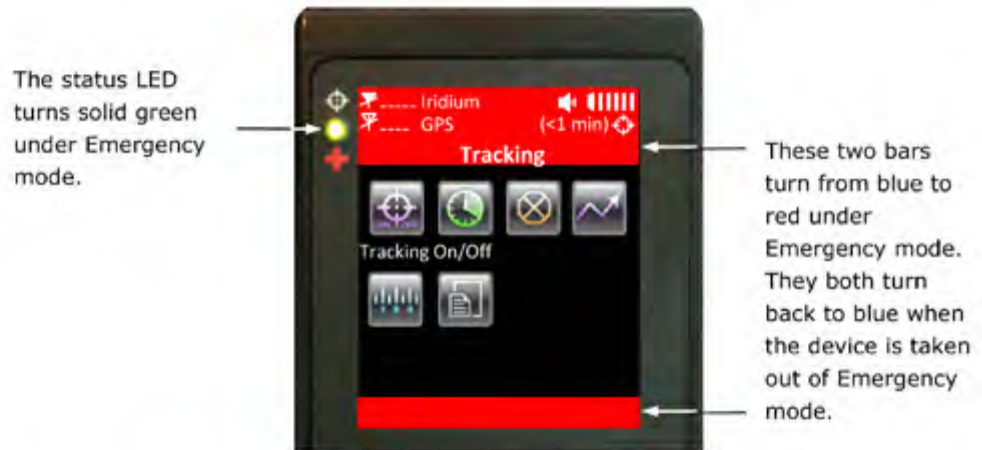 The status LED
turns solid green
under Emergency
mode.
Iridium
GPS (<1 min)
Tracking
Tracking On/Off
These two bars
turn from blue to
red under
Emergency mode.
They both turn
back to blue when
the device is taken
out of Emergency
mode.